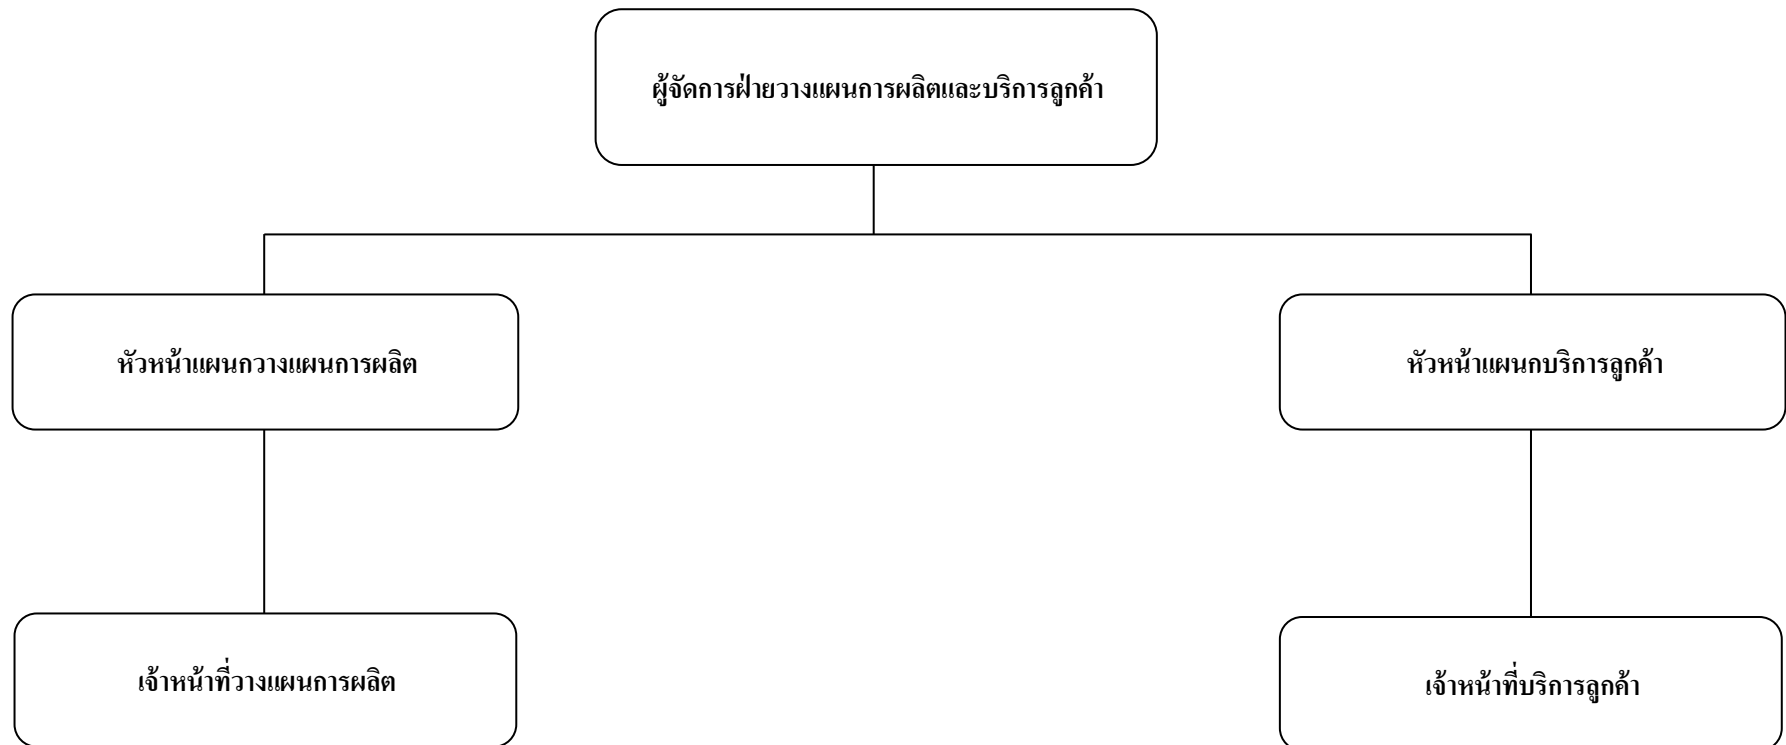 ผู้จัดการฝ่ายวางแผนการผลิตและบริการลูกค้า
หัวหน้าแผนกวางแผนการผลิต
หัวหน้าแผนกบริการลูกค้า
เจ้าหน้าที่วางแผนการผลิต
เจ้าหน้าที่บริการลูกค้า